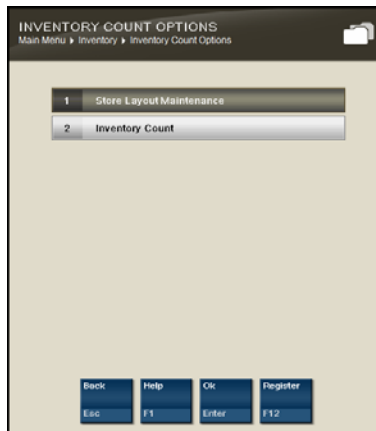 INVENTORY COUNT OPTIONS
Main Menu ▸ Inventory ▸ Inventory Count Options
1 Store Layout Maintenance
2 Inventory Count
Back Help Ok Register
Esc F1 Enter F12